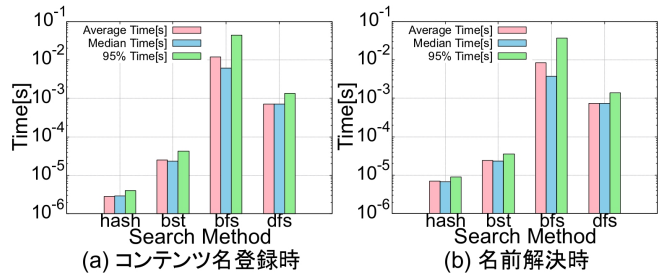 Average Time[s]
Median Time[s]
95% Time[s]
Time[s]
10^-1
10^-2
10^-3
10^-4
10^-5
10^-6
hash bst bfs dfs
Search Method
(a) コンテンツ名登録時
Average Time[s]
Median Time[s]
95% Time[s]
Time[s]
10^-1
10^-2
10^-3
10^-4
10^-5
10^-6
hash bst bfs dfs
Search Method
(b) 名前解決時